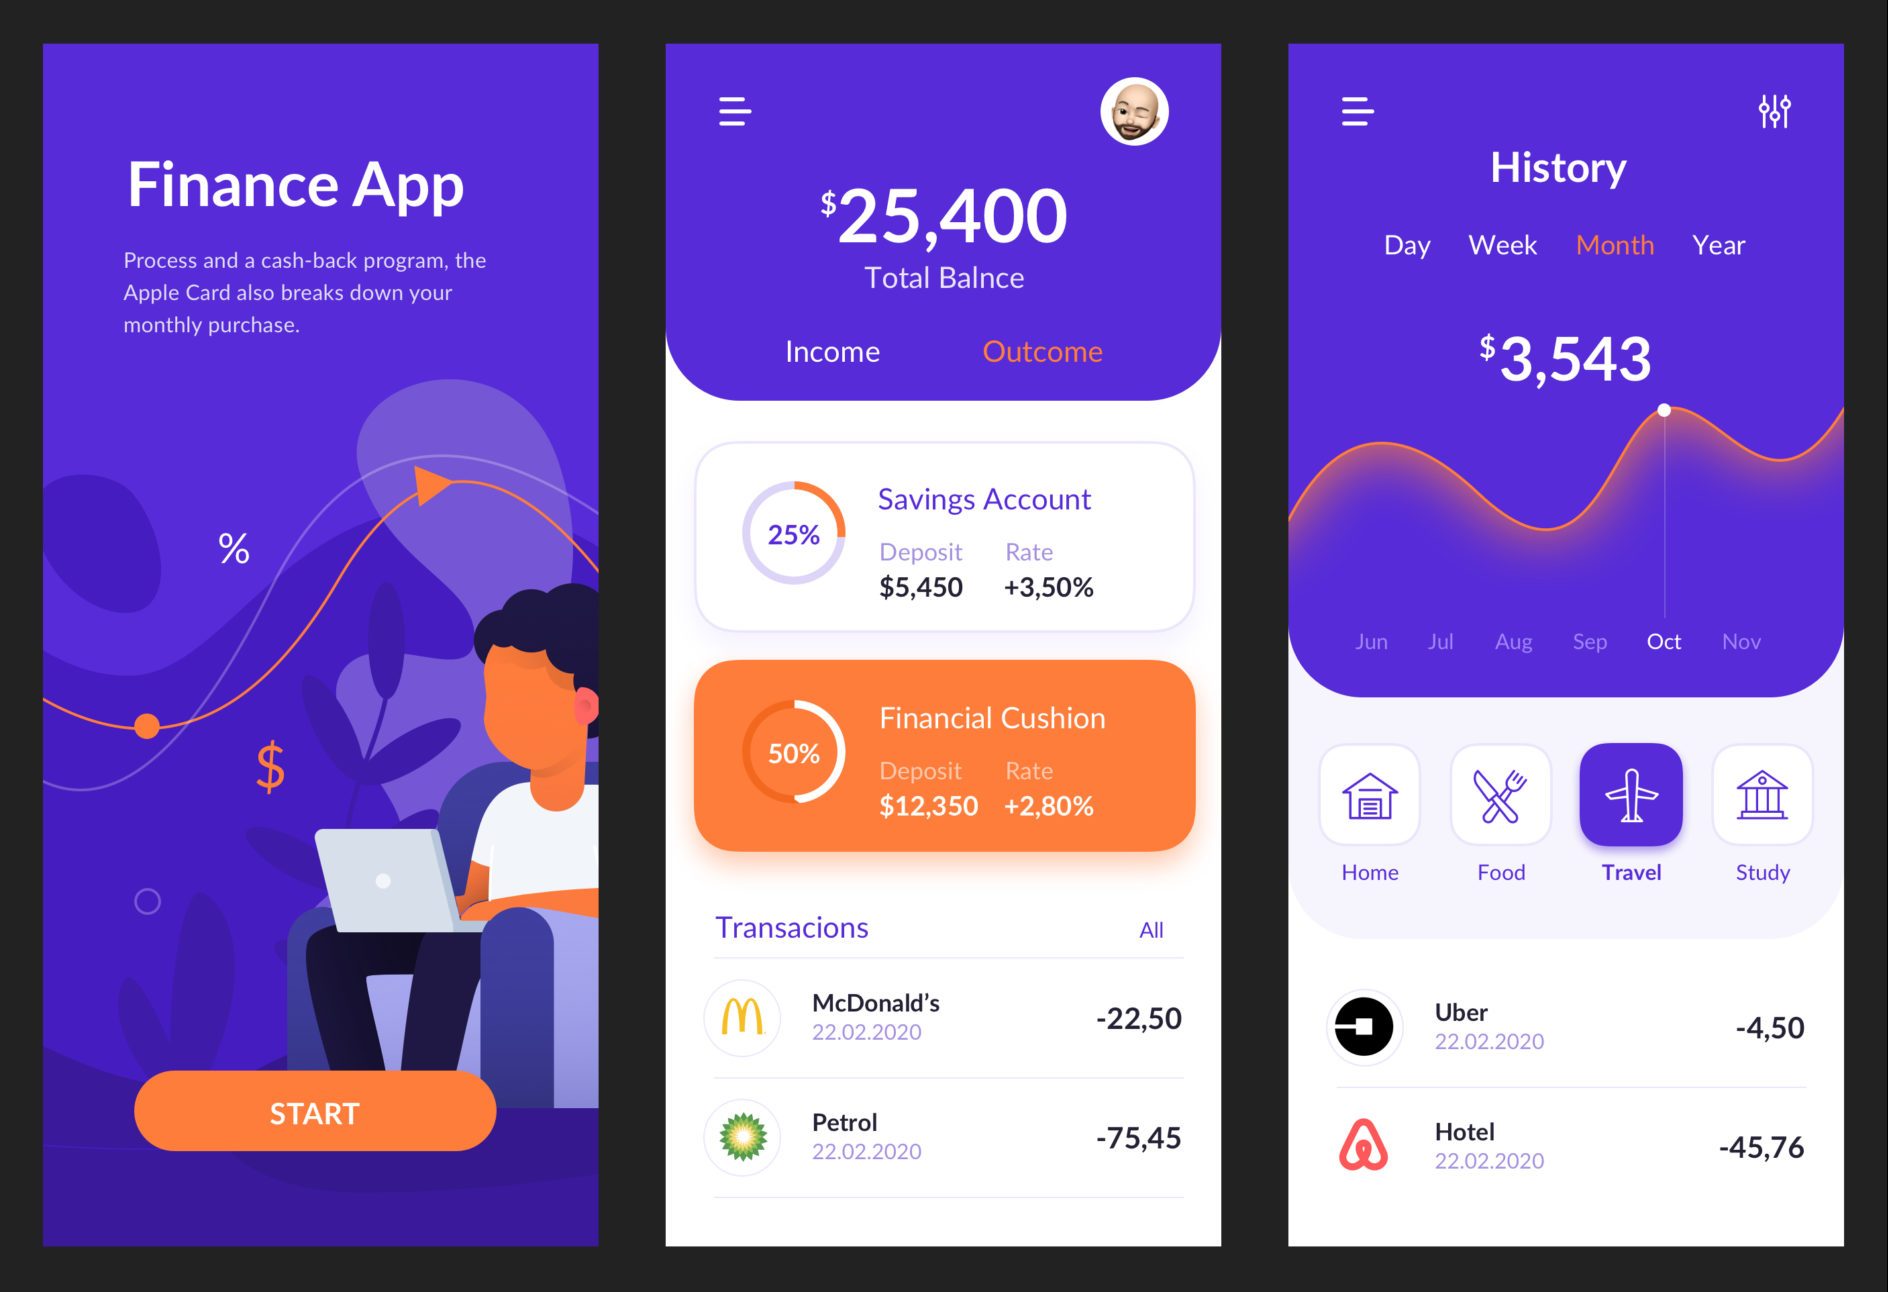 Finance App
Process and a cash-back program, the
Apple Card also breaks down your
monthly purchase.
%
$
START
$25,400
Total Balnce
Income Outcome
25%
Savings Account
Deposit Rate
$5,450 +3,50%
50%
Financial Cushion
Deposit Rate
$12,350 +2,80%
Transacions All
McDonald’s
22.02.2020
-22,50
Petrol
22.02.2020
-75,45
History
Day Week Month Year
$3,543
Jun Jul Aug Sep Oct Nov
Home Food Travel Study
Uber
22.02.2020
-4,50
Hotel
22.02.2020
-45,76